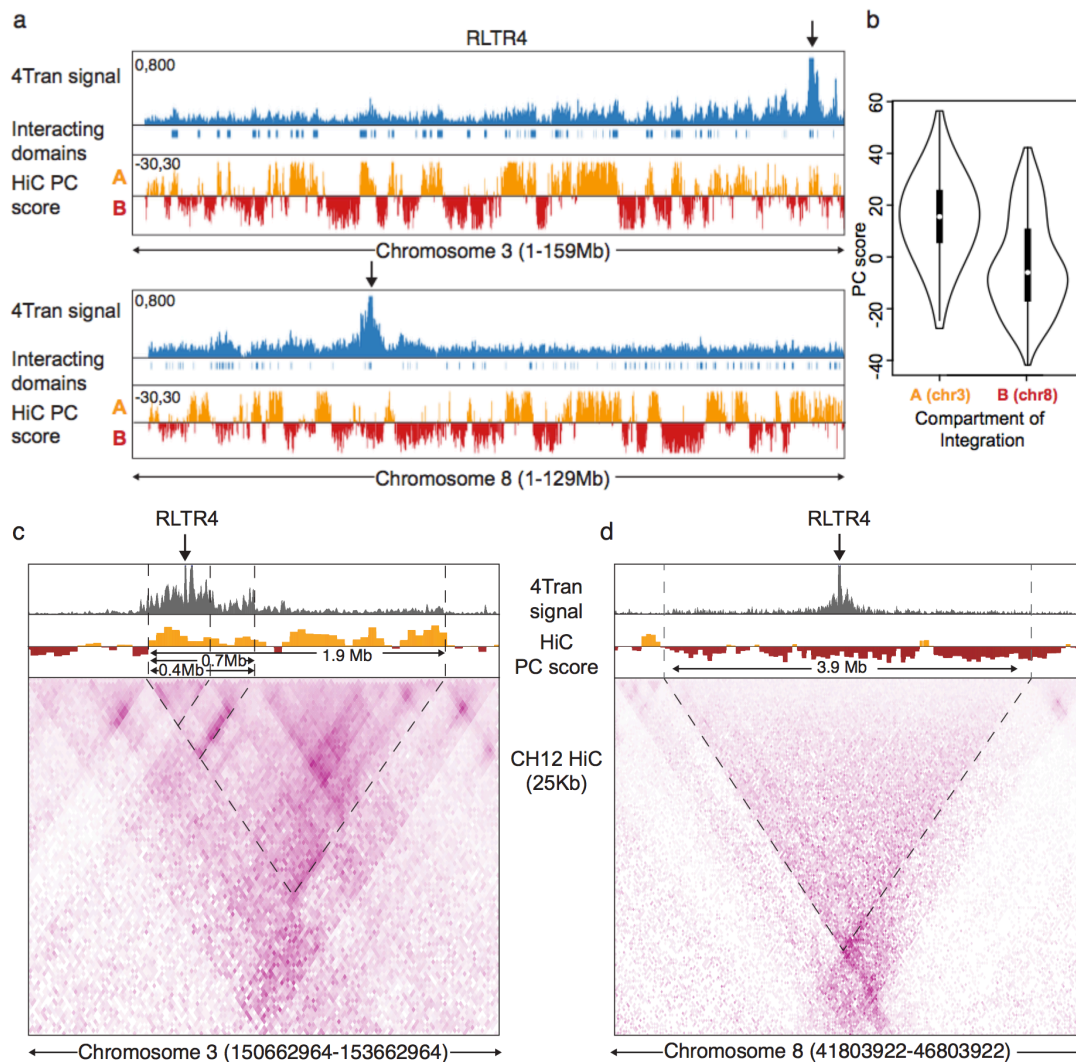 a
RLTR4
4Tran signal
0,800
Interacting
domains
HiC PC
score
A
B
-30,30
Chromosome 3 (1-159Mb)
4Tran signal
0,800
Interacting
domains
HiC PC
score
A
B
-30,30
Chromosome 8 (1-129Mb)
b
PC score
60
40
20
0
-20
-40
A (chr3)
B (chr8)
Compartment of
Integration
c
RLTR4
0.7Mb
1.9 Mb
0.4Mb
Chromosome 3 (150662964-153662964)
4Tran
signal
HiC
PC score
CH12 HiC
(25Kb)
d
RLTR4
3.9 Mb
Chromosome 8 (41803922-46803922)